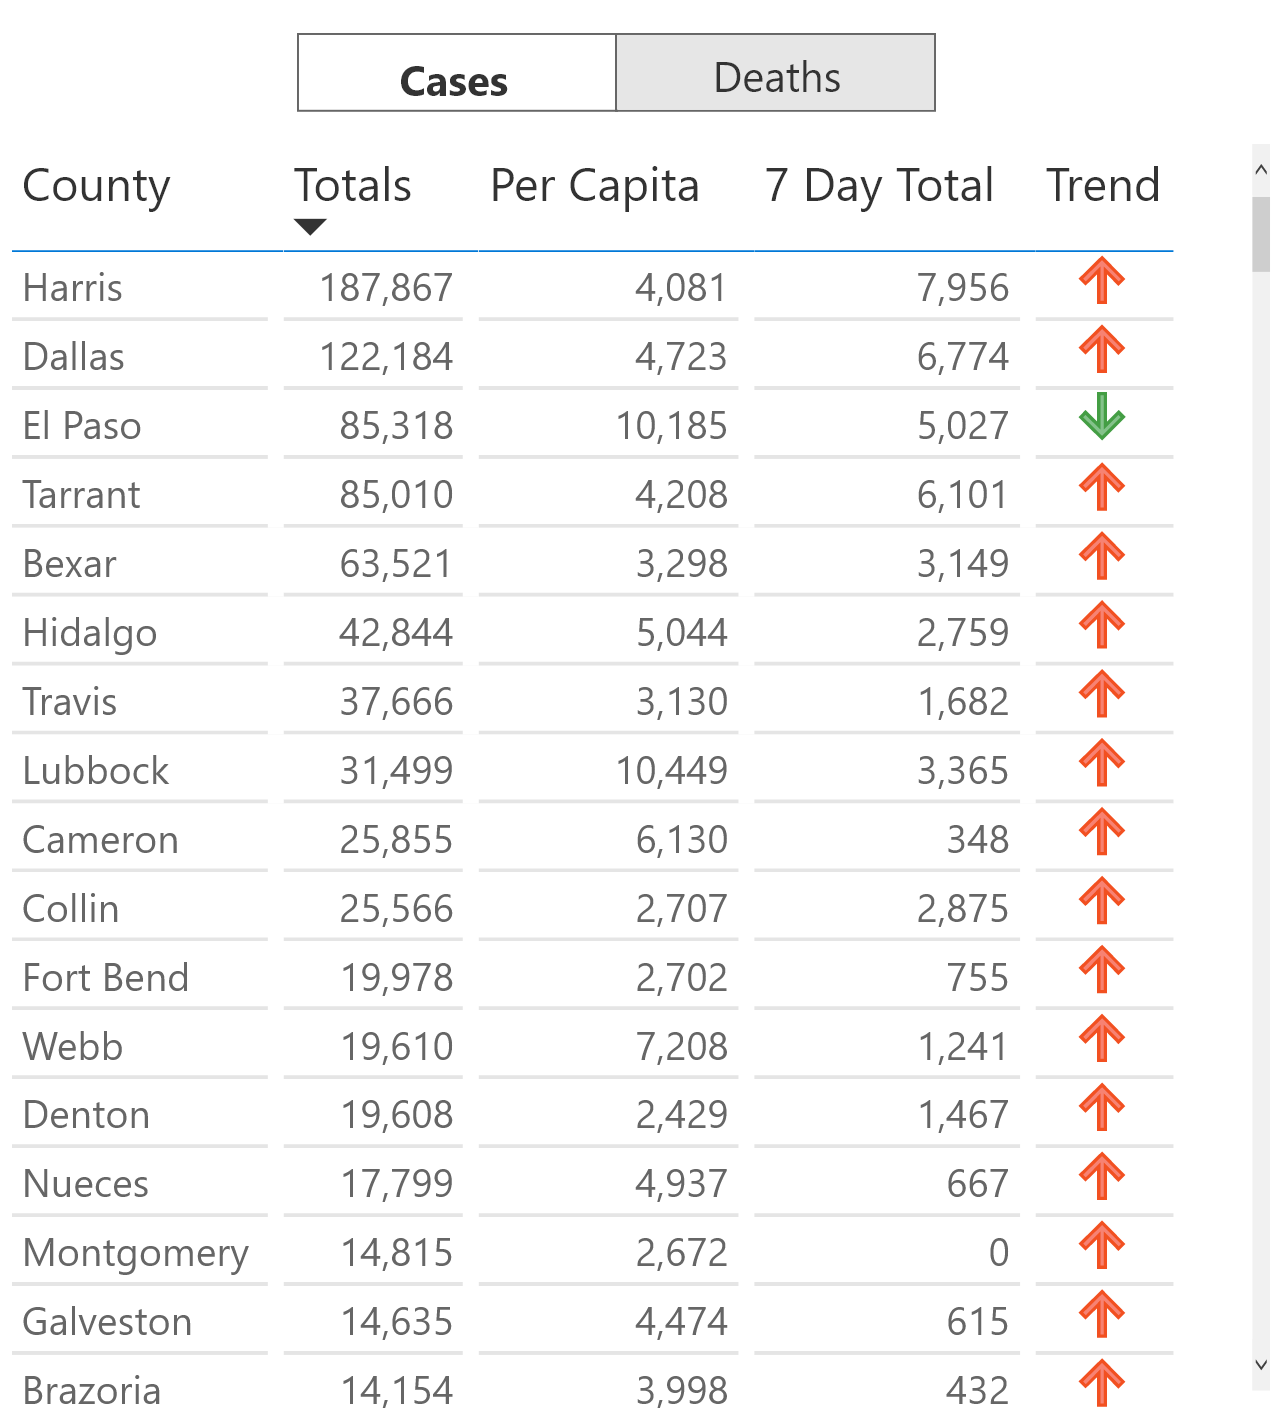 Cases Deaths
County Totals Per Capita 7 Day Total Trend
Harris 187,867 4,081 7,956
Dallas 122,184 4,723 6,774
El Paso 85,318 10,185 5,027
Tarrant 85,010 4,208 6,101
Bexar 63,521 3,298 3,149
Hidalgo 42,844 5,044 2,759
Travis 37,666 3,130 1,682
Lubbock 31,499 10,449 3,365
Cameron 25,855 6,130 348
Collin 25,566 2,707 2,875
Fort Bend 19,978 2,702 755
Webb 19,610 7,208 1,241
Denton 19,608 2,429 1,467
Nueces 17,799 4,937 667
Montgomery 14,815 2,672 0
Galveston 14,635 4,474 615
Brazoria 14,154 3,998 432